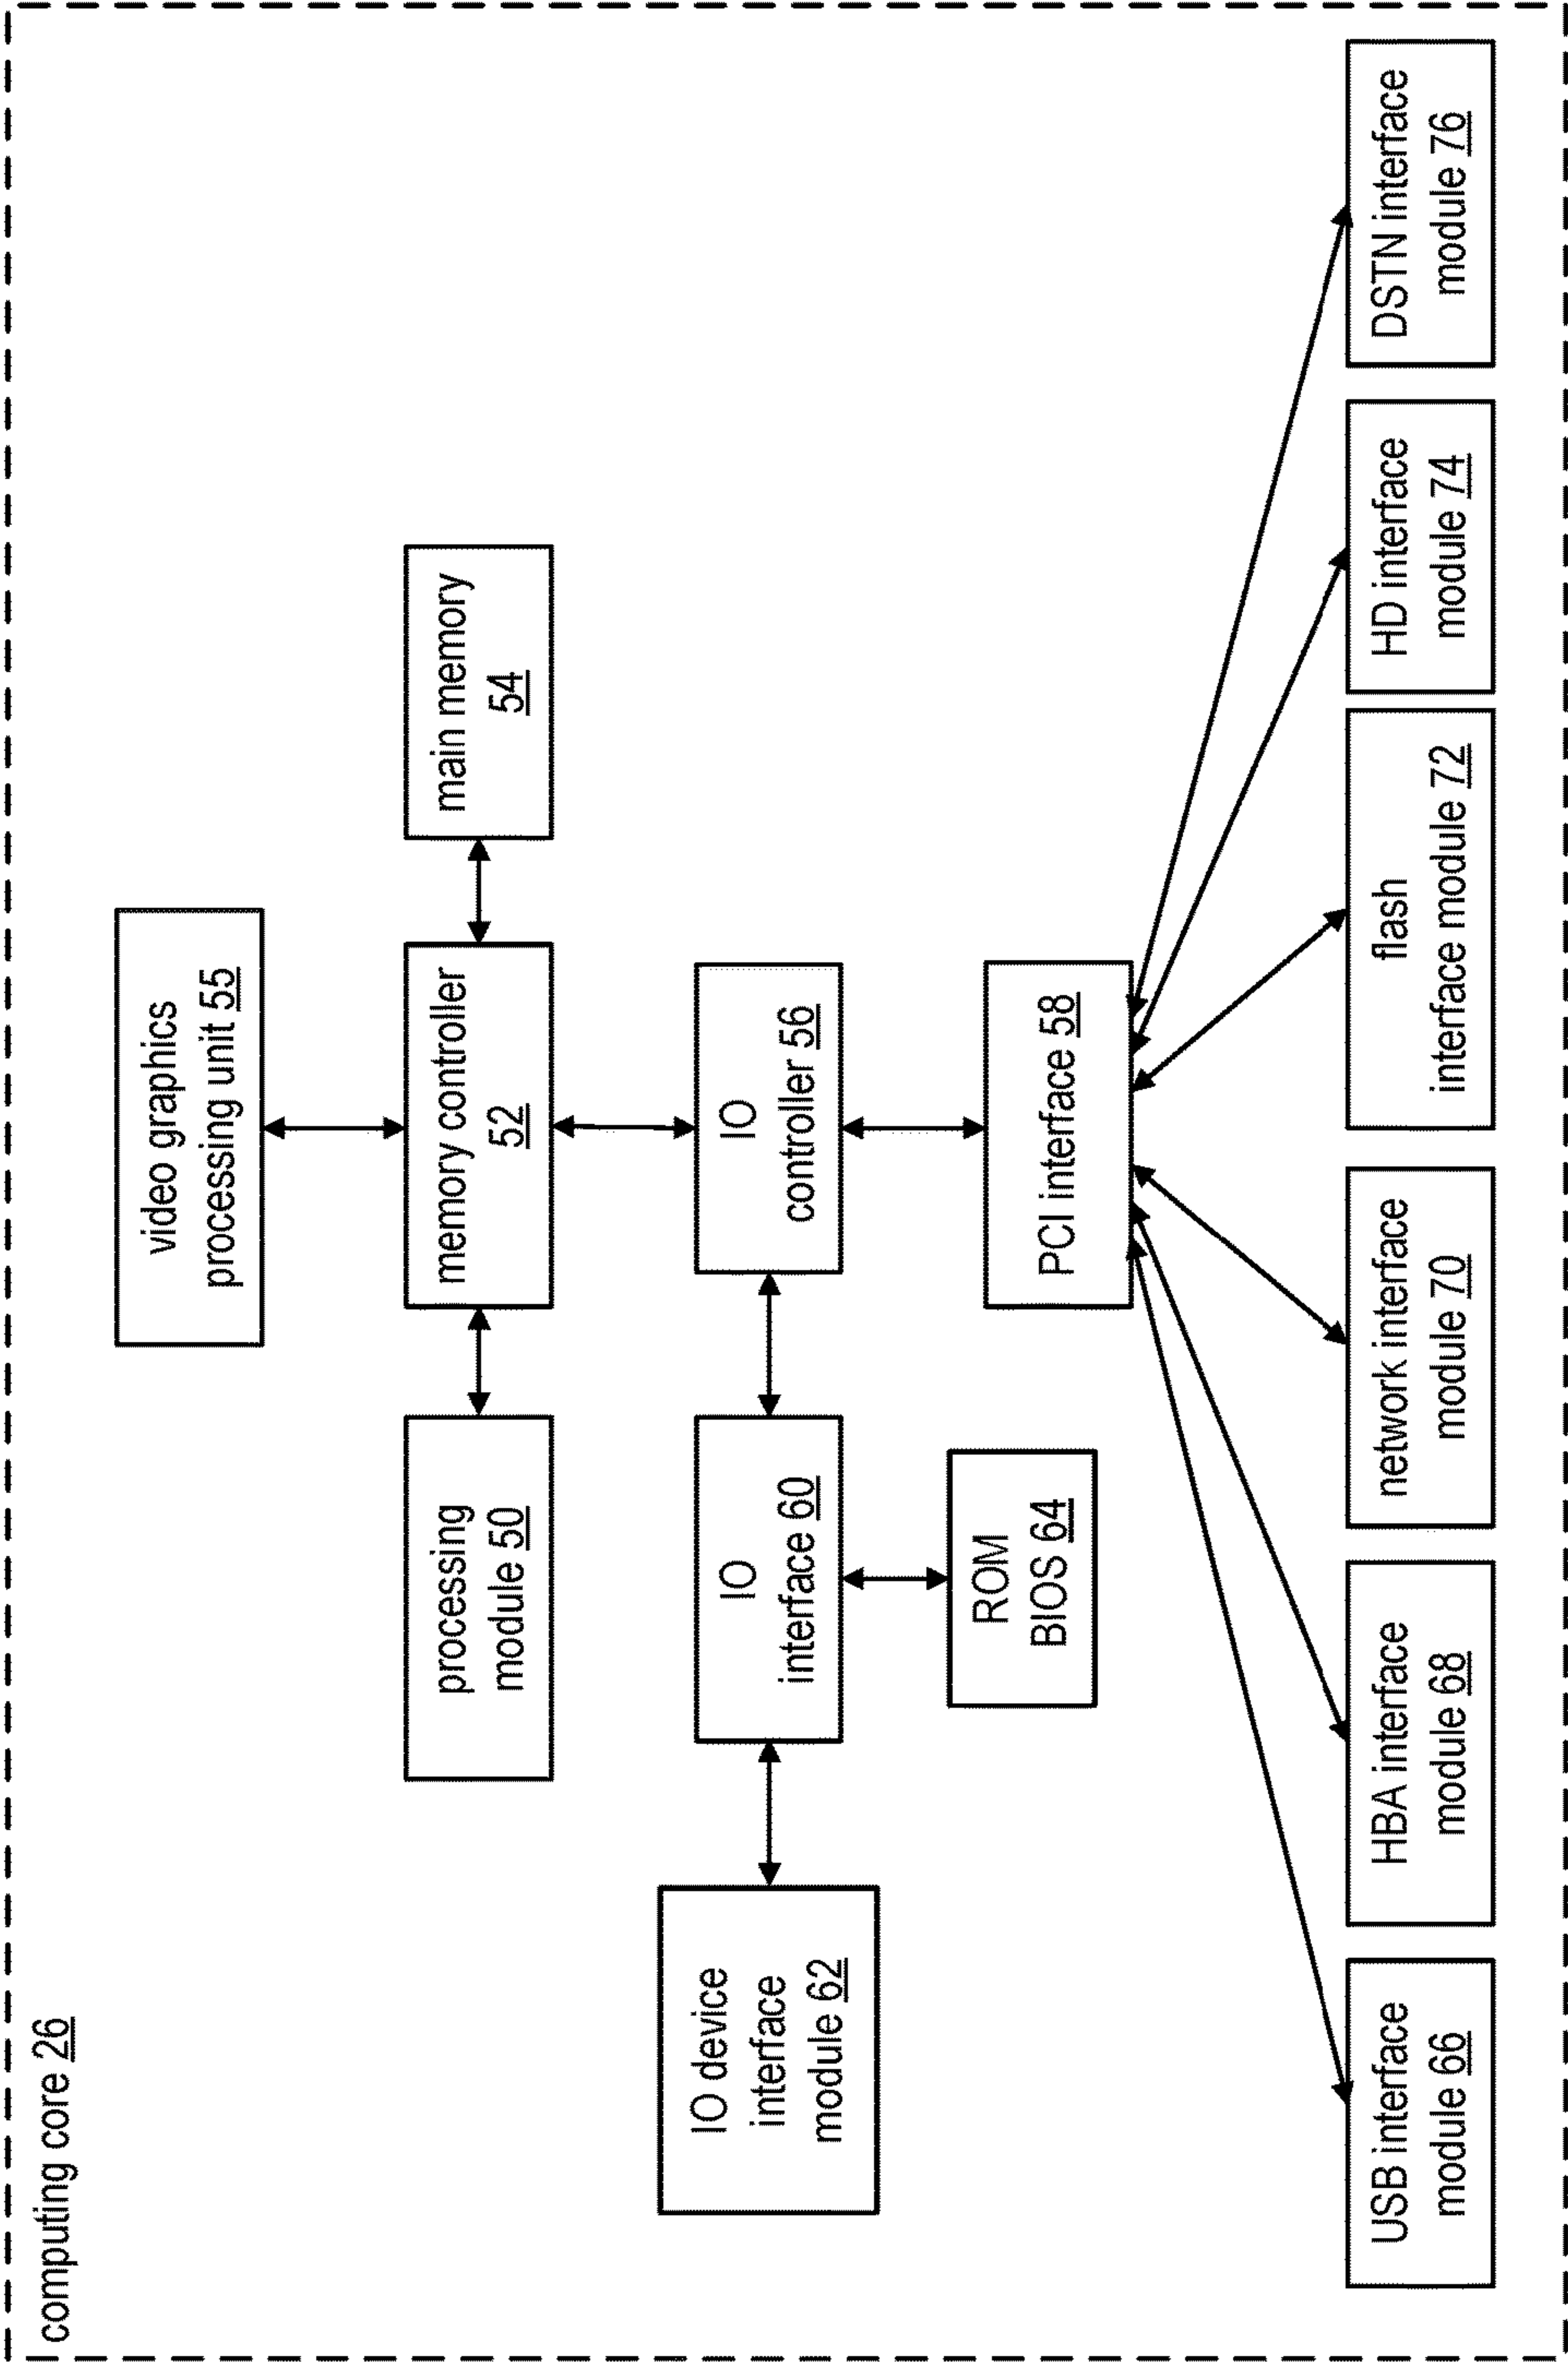 computing core 26
video graphics
processing unit 55
processing
module 50
memory controller
52
main memory
54
IO device
interface
module 62
IO
interface 60
IO
controller 56
ROM
BIOS 64
PCI interface 58
USB interface
module 66
HBA interface
module 68
network interface
module 70
flash
interface module 72
HD interface
module 74
DSTN interface
module 76